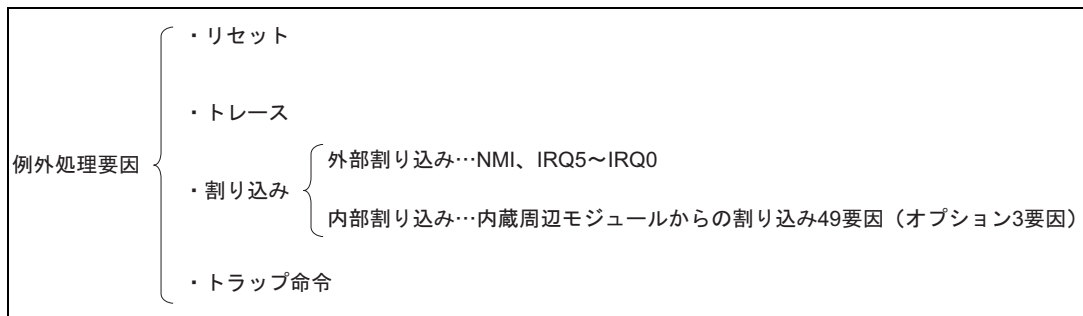 例外処理要因
・リセット
・トレース
・割り込み
外部割り込み…NMI、IRQ5～IRQ0
内部割り込み…内蔵周辺モジュールからの割り込み49要因（オプション3要因）
・トラップ命令